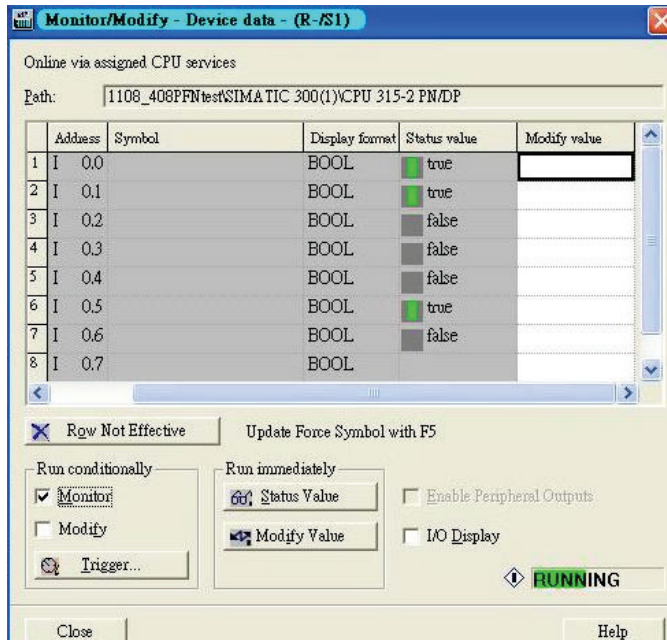 Monitor/Modify - Device data - (R-/S1)
Online via assigned CPU services
Path: 1108_408PFNtest\SIMATIC 300(1)\CPU 315-2 PN/DP
Address Symbol Display format Status value Modify value
1 I 0.0 BOOL true
2 I 0.1 BOOL true
3 I 0.2 BOOL false
4 I 0.3 BOOL false
5 I 0.4 BOOL false
6 I 0.5 BOOL true
7 I 0.6 BOOL false
8 I 0.7 BOOL
Row Not Effective Update Force Symbol with F5
Run conditionally Run immediately
Monitor Status Value Enable Peripheral Outputs
Modify Modify Value I/O Display
Trigger...
RUNNING
Close Help